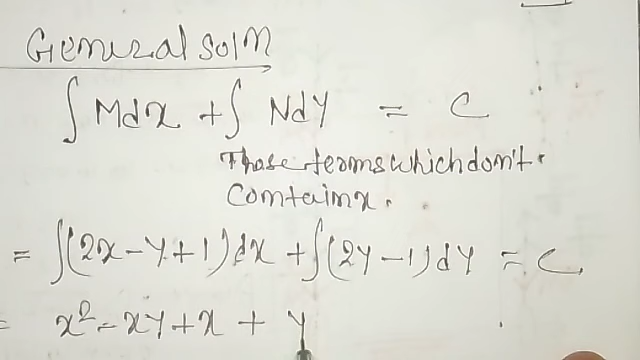 General soln
∫ Mdx + ∫ NdY = C
Those terms which don't
Contain x.
= ∫(2x-y+1)dx + ∫(2y-1)dy = C
= x² - xy + x + y